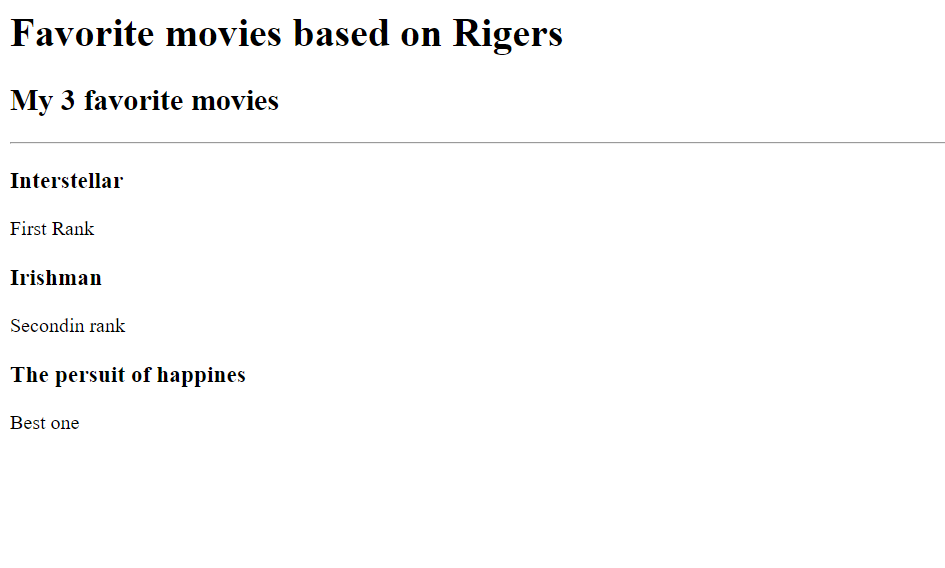 Favorite movies based on Rigers
My 3 favorite movies
Interstellar
First Rank
Irishman
Secondin rank
The persuit of happines
Best one